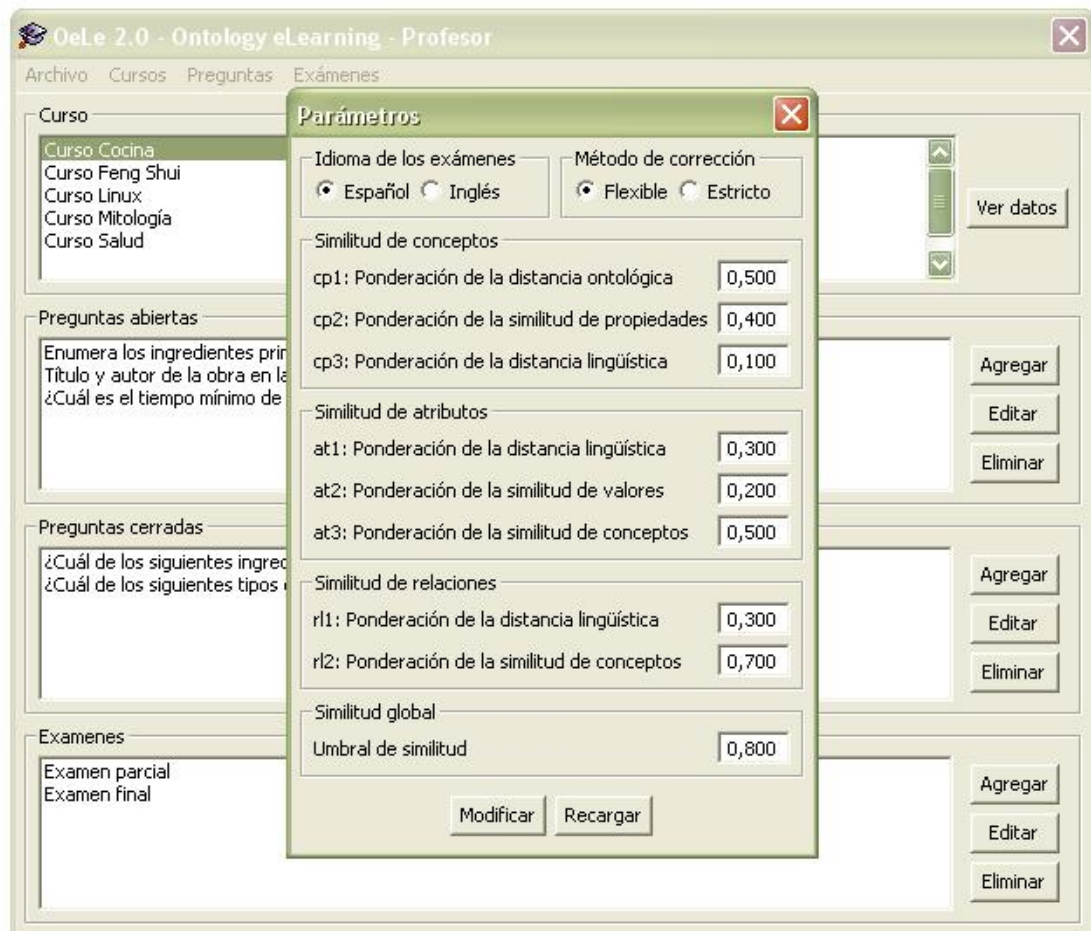 OeLe 2.0 - Ontology eLearning - Profesor
Archivo Cursos Preguntas Exámenes
Curso
Curso Cocina
Curso Feng Shui
Curso Linux
Curso Mitología
Curso Salud
Ver datos
Preguntas abiertas
Enumera los ingredientes
Título y autor de la obra en
¿Cuál es el tiempo mínimo de
Agregar
Editar
Eliminar
Preguntas cerradas
¿Cuál de los siguientes
¿Cuál de los siguientes tipos
Agregar
Editar
Eliminar
Examenes
Examen parcial
Examen final
Agregar
Editar
Eliminar
Parámetros
Idioma de los exámenes
Español Inglés
Método de corrección
Flexible Estricto
Similitud de conceptos
cp1: Ponderación de la distancia ontológica 0,500
cp2: Ponderación de la similitud de propiedades 0,400
cp3: Ponderación de la distancia lingüística 0,100
Similitud de atributos
at1: Ponderación de la distancia lingüística 0,300
at2: Ponderación de la similitud de valores 0,200
at3: Ponderación de la similitud de conceptos 0,500
Similitud de relaciones
rl1: Ponderación de la distancia lingüística 0,300
rl2: Ponderación de la similitud de conceptos 0,700
Similitud global
Umbral de similitud 0,800
Modificar Recargar